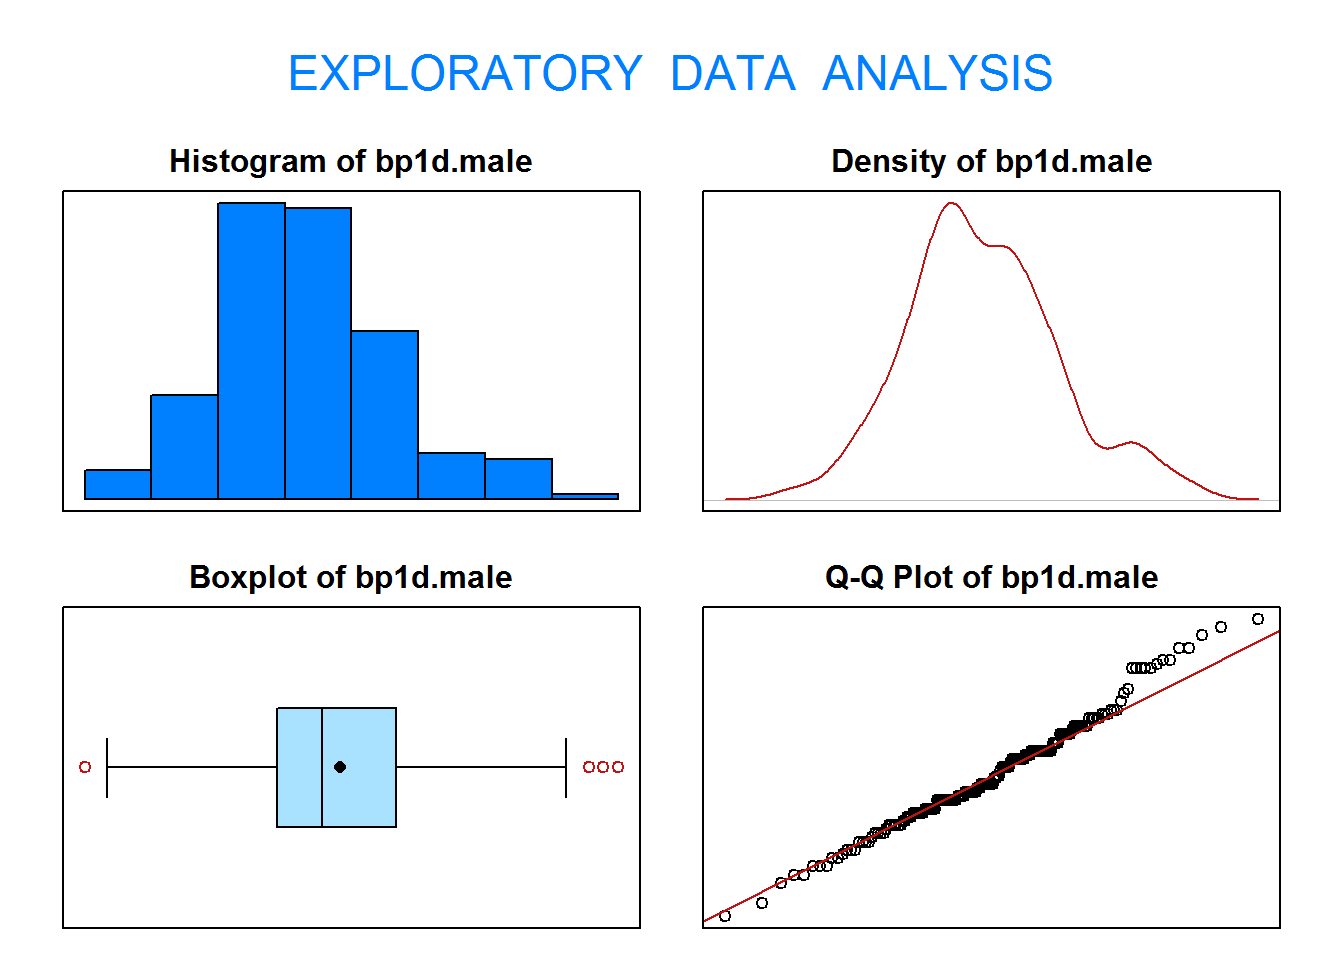 EXPLORATORY DATA ANALYSIS
Histogram of bp1d.male
Density of bp1d.male
Boxplot of bp1d.male
Q-Q Plot of bp1d.male